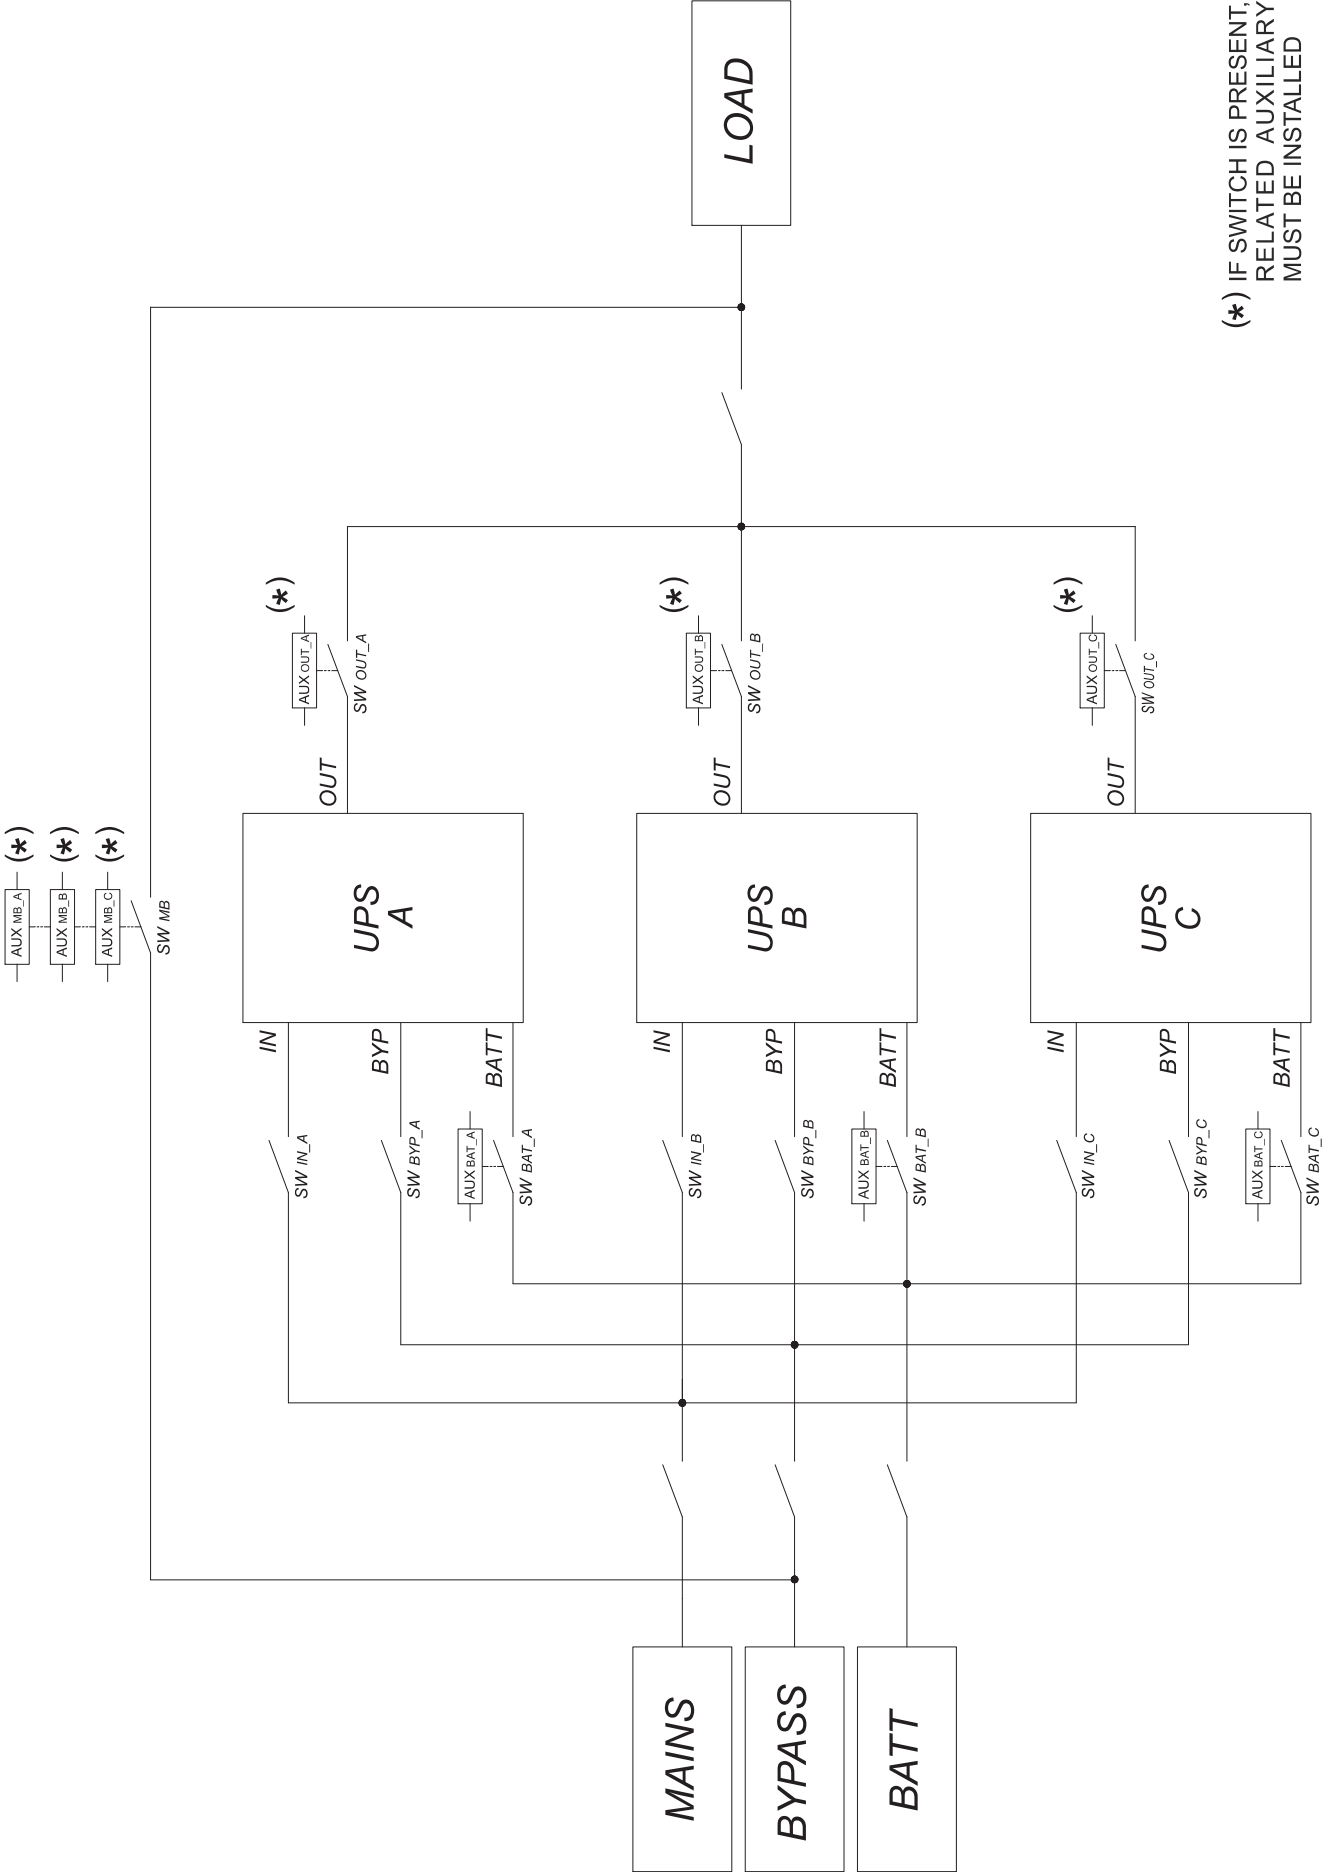 AUX MB_A (*)
AUX MB_B (*)
AUX MB_C (*)
SW MB
MAINS
BYPASS
BATT
IN
BYP
BATT
SW IN_A
SW BYP_A
AUX BAT_A
SW BAT_A
UPS
A
OUT
AUX OUT_A
(*)
SW OUT_A
IN
BYP
BATT
SW IN_B
SW BYP_B
AUX BAT_B
SW BAT_B
UPS
B
OUT
AUX OUT_B
(*)
SW OUT_B
IN
BYP
BATT
SW IN_C
SW BYP_C
AUX BAT_C
SW BAT_C
UPS
C
OUT
AUX OUT_C
(*)
SW OUT_C
LOAD
(*) IF SWITCH IS PRESENT,
RELATED AUXILIARY
MUST BE INSTALLED